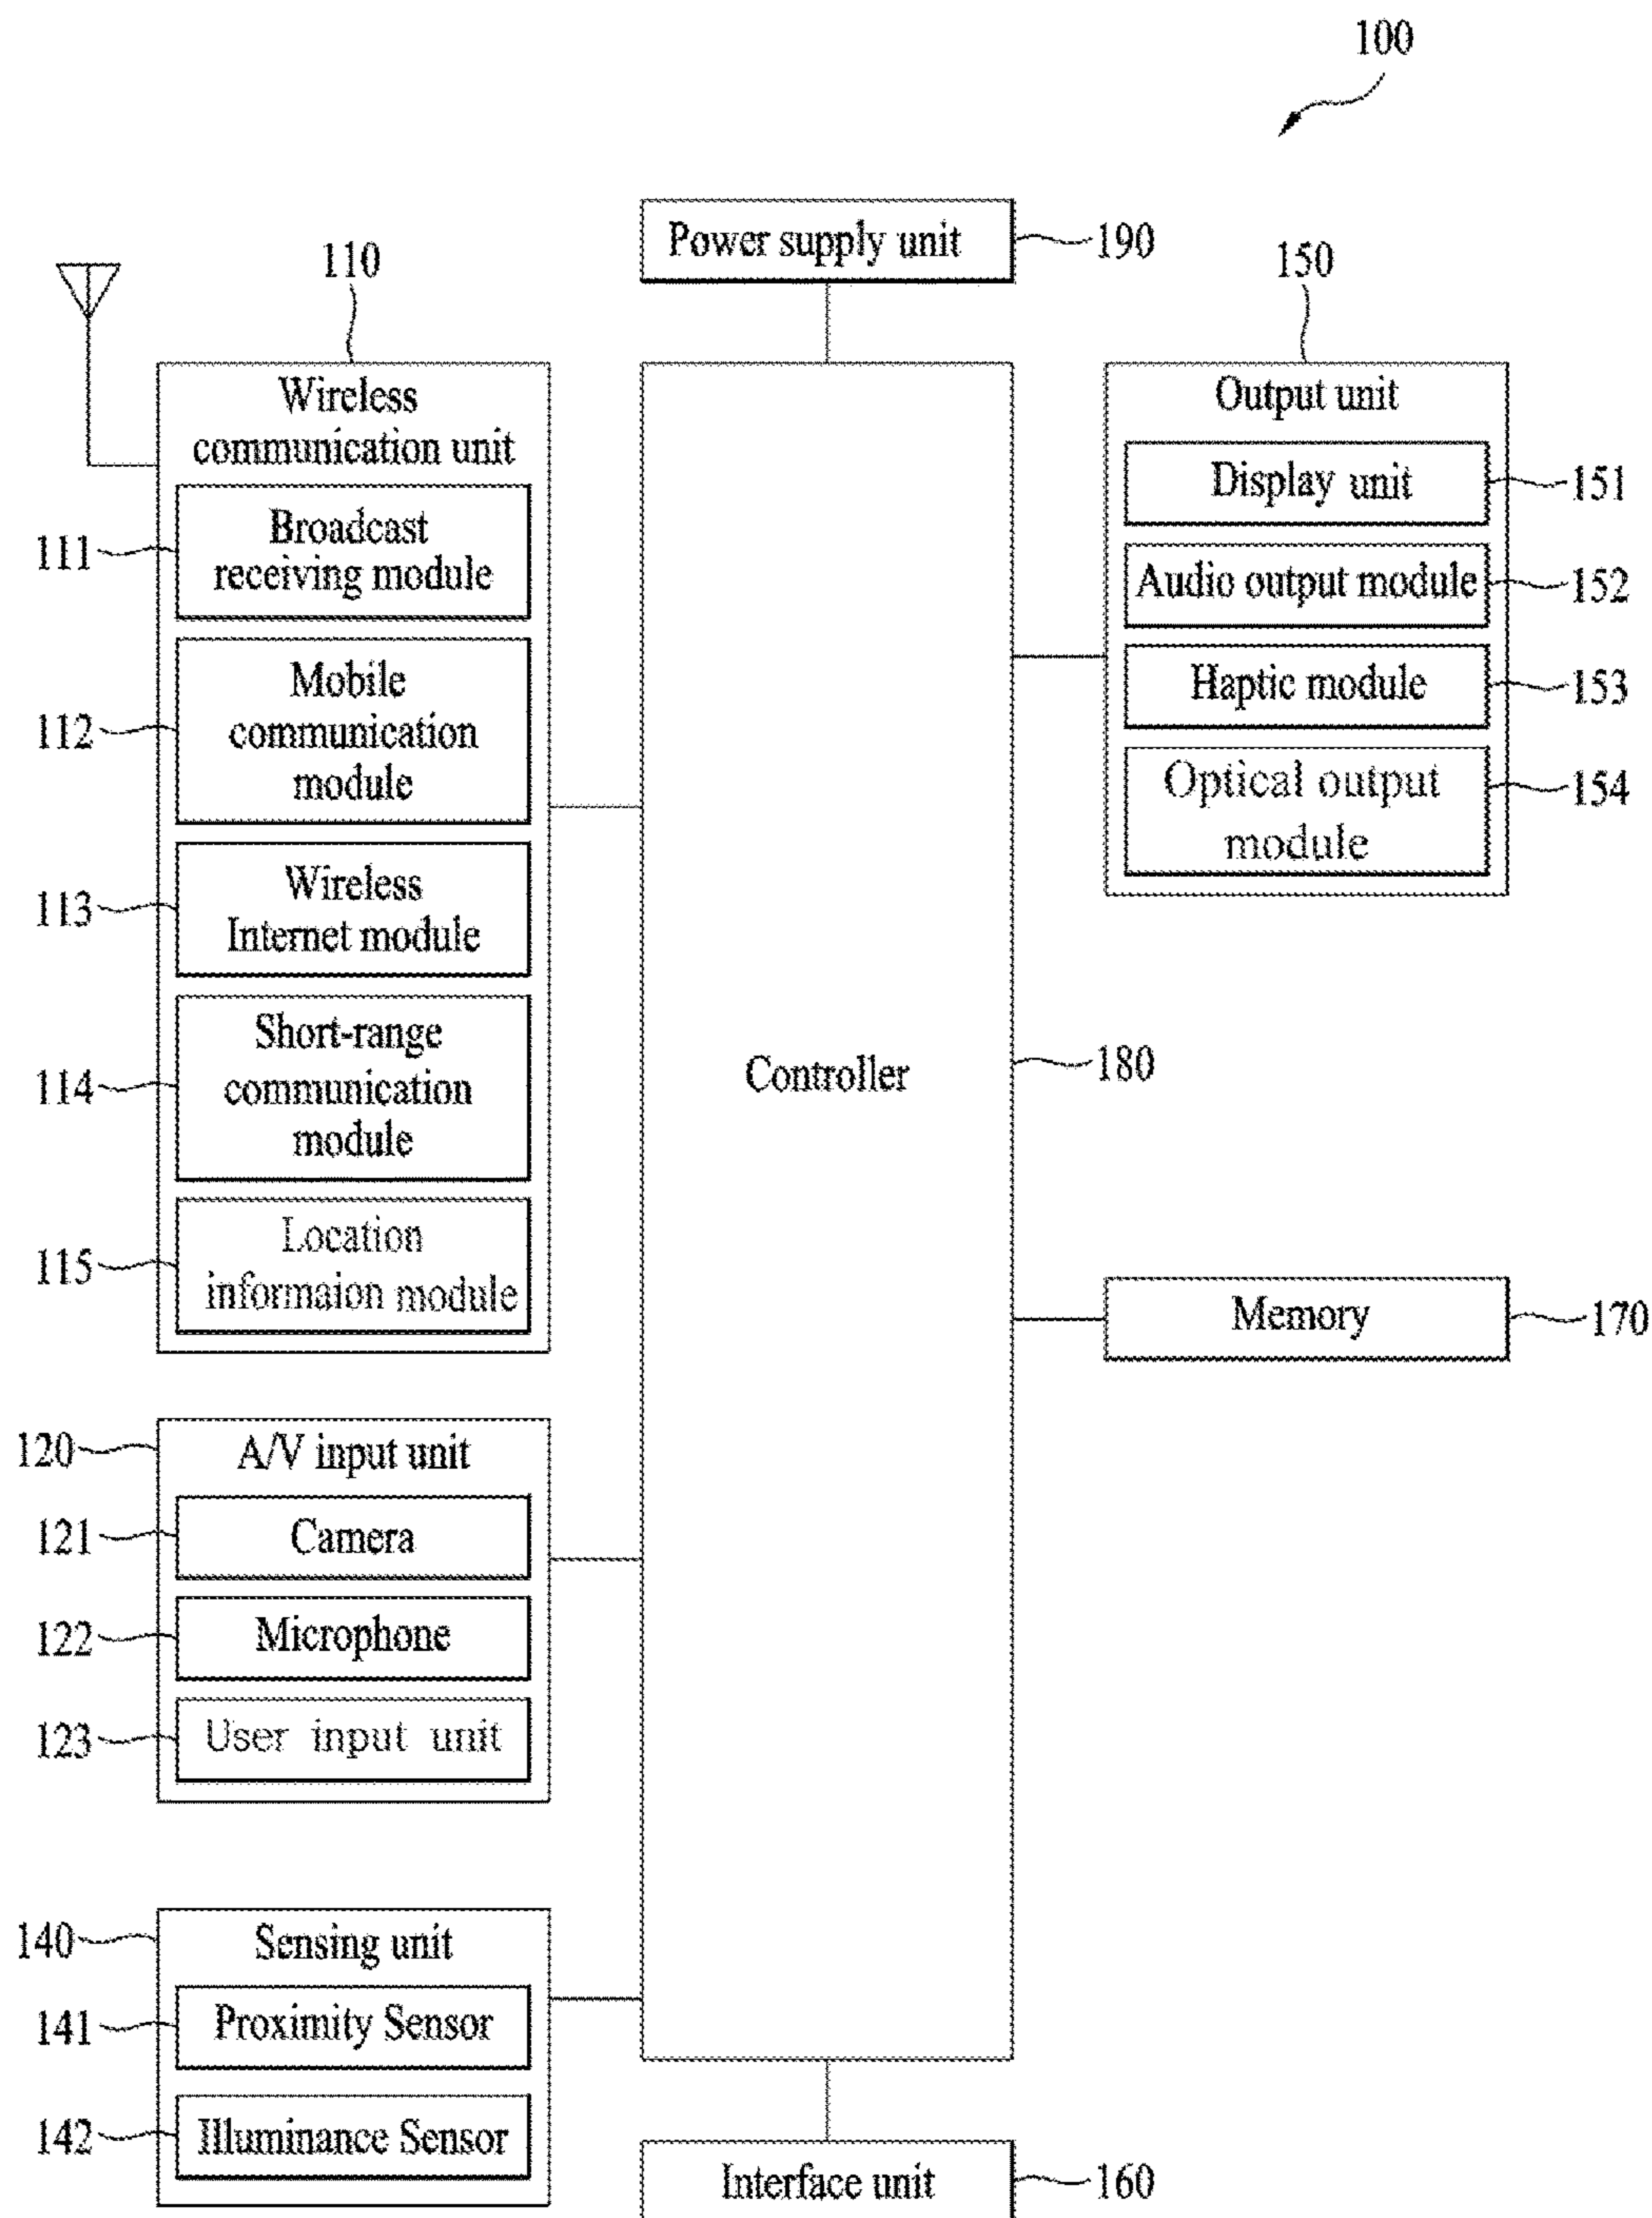 100
Power supply unit
190
110
Wireless
communication unit
111
Broadcast
receiving module
112
Mobile
communication
module
113
Wireless
Internet module
114
Short-range
communication
module
115
Location
informaion module
120
A/V input unit
121
Camera
122
Microphone
123
User input unit
140
Sensing unit
141
Proximity Sensor
142
Illuminance Sensor
Controller
180
150
Output unit
Display unit
151
Audio output module
152
Haptic module
153
Optical output
module
154
Memory
170
Interface unit
160